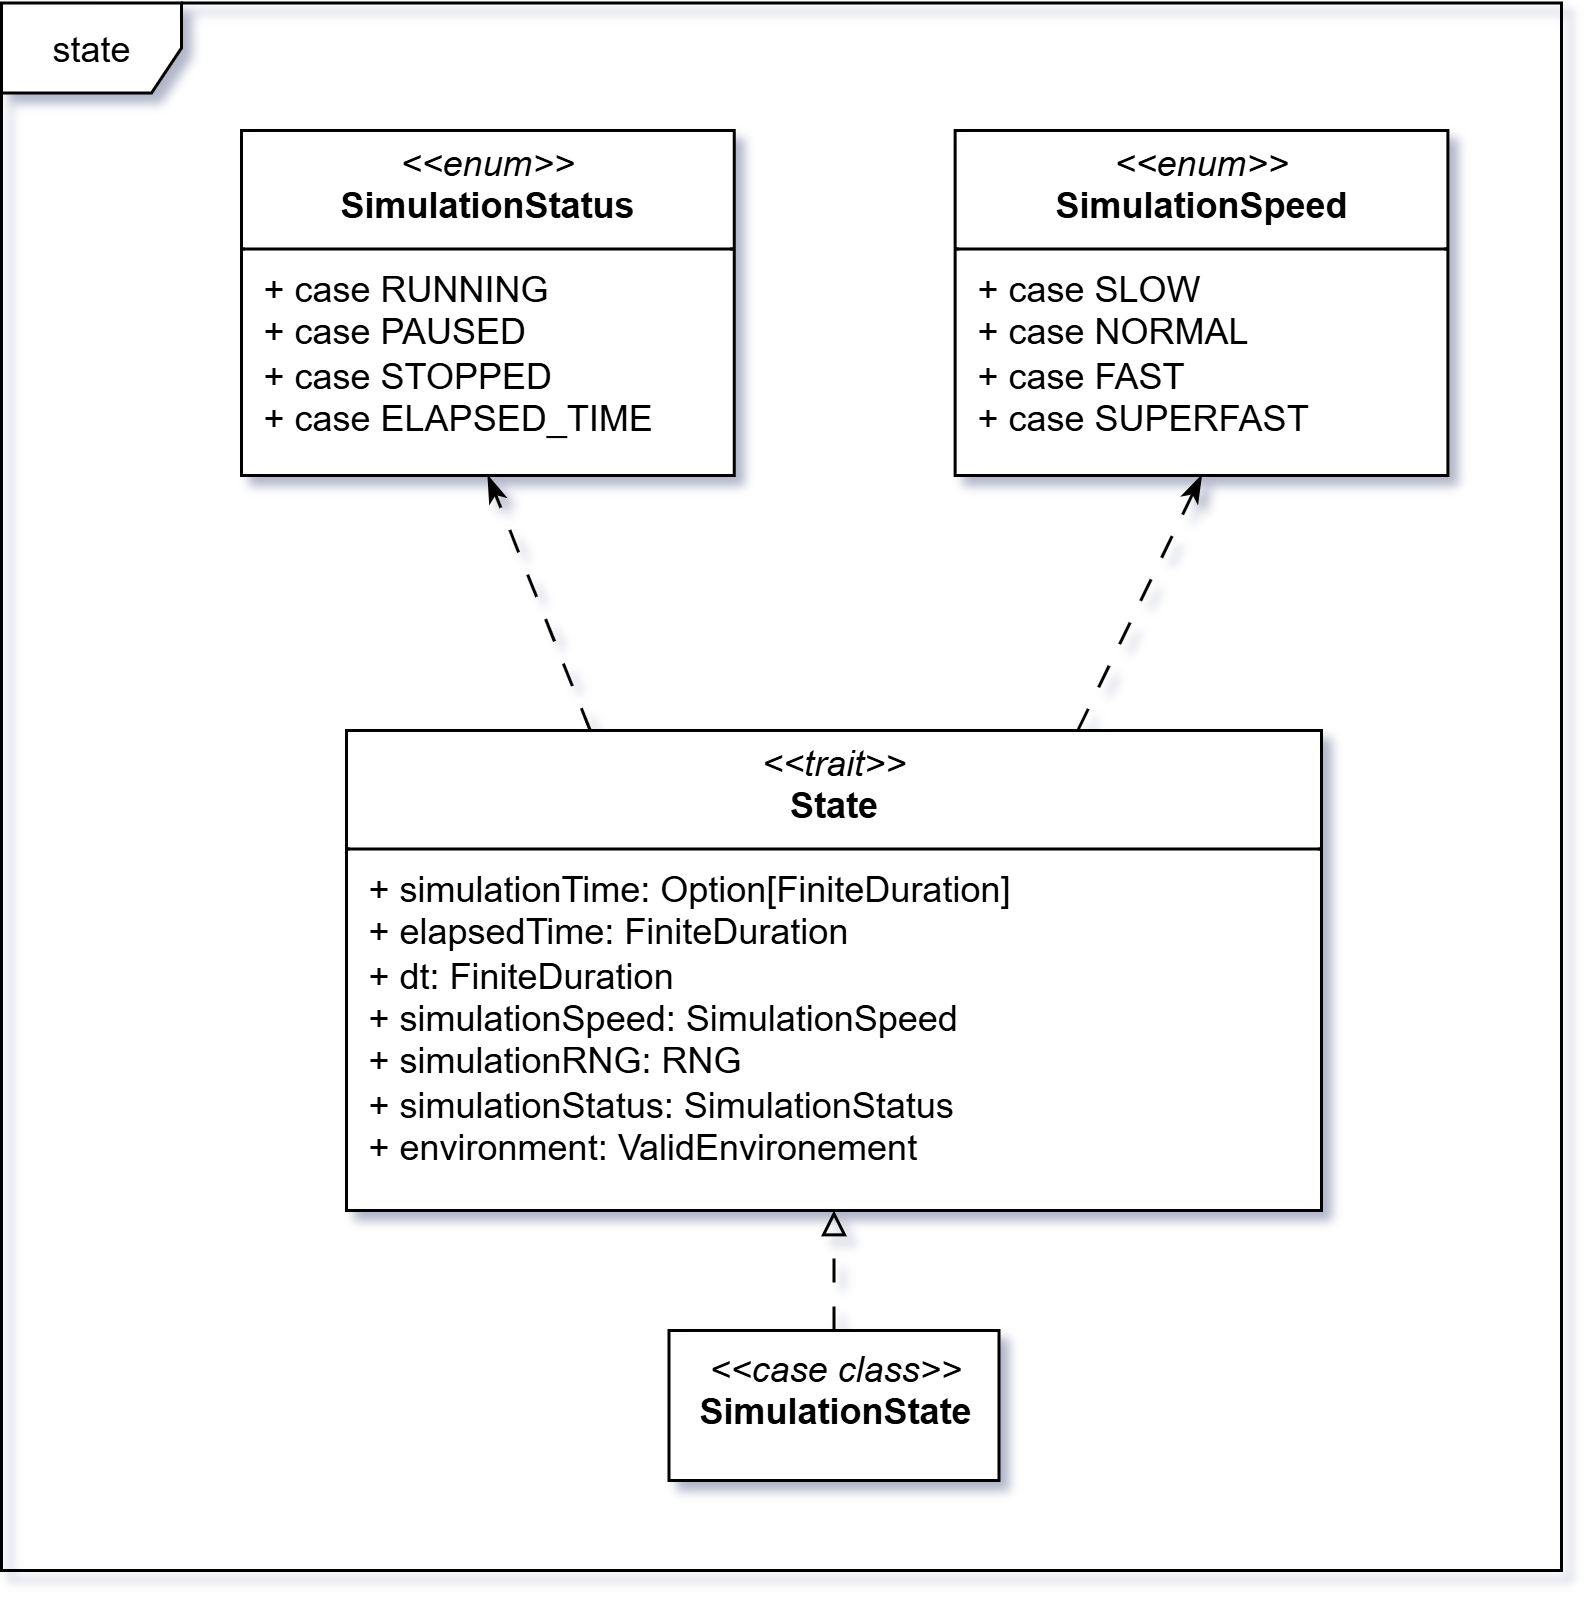 state
<<enum>>
SimulationStatus
+ case RUNNING
+ case PAUSED
+ case STOPPED
+ case ELAPSED_TIME
<<enum>>
SimulationSpeed
+ case SLOW
+ case NORMAL
+ case FAST
+ case SUPERFAST
<<trait>>
State
+ simulationTime: Option[FiniteDuration]
+ elapsedTime: FiniteDuration
+ dt: FiniteDuration
+ simulationSpeed: SimulationSpeed
+ simulationRNG: RNG
+ simulationStatus: SimulationStatus
+ environment: ValidEnvironement
<<case class>>
SimulationState